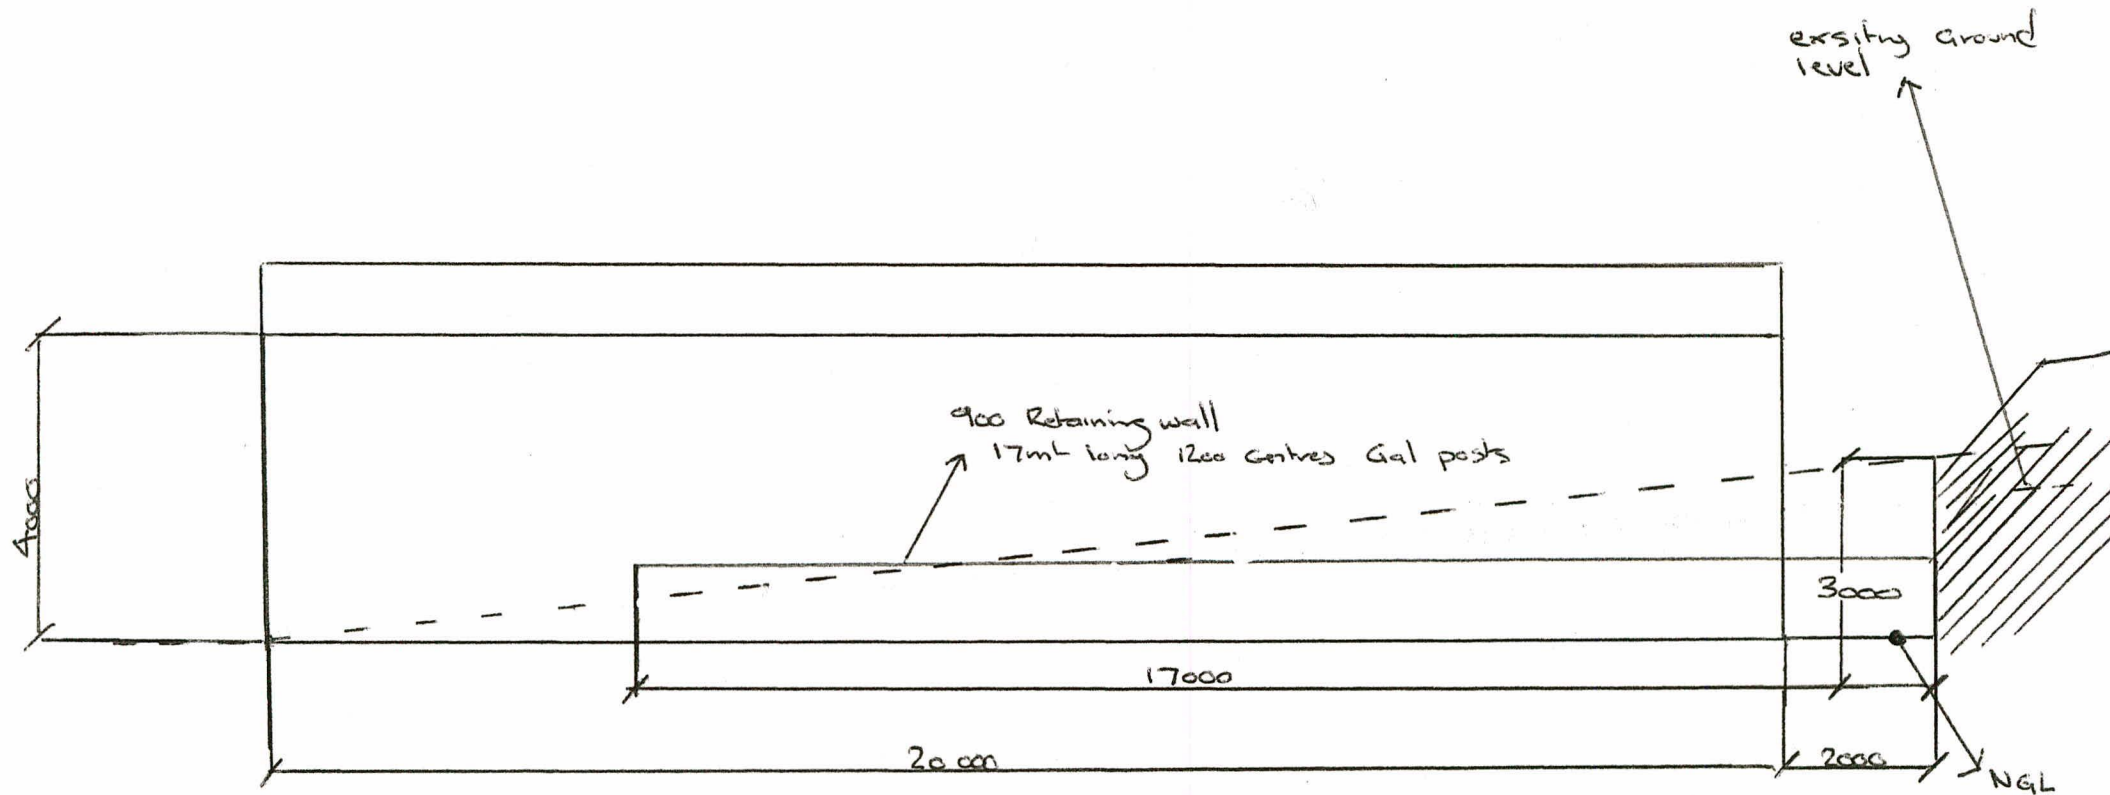 exsitng Ground
level
900 Retaining wall
17mL long 1200 centres Gal posts
4000
3000
17000
20 000
2000
NGL